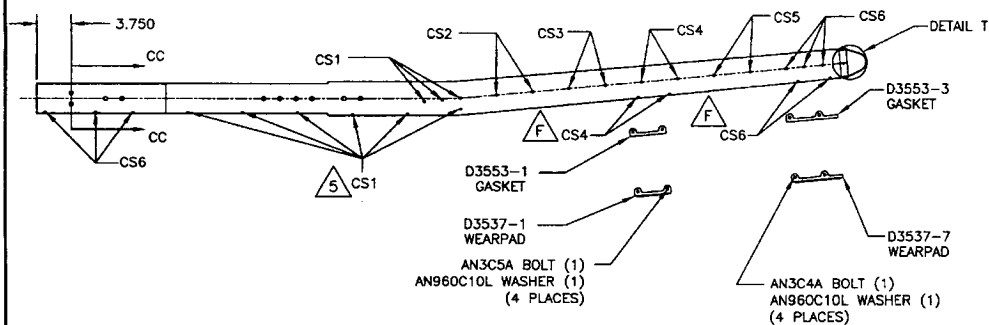 3.750
CC
CC
CS6
CS1
5
CS1
CS2
CS3
CS4
CS5
CS6
DETAIL T
F
CS4
F
CS6
D3553-3
GASKET
D3553-1
GASKET
D3537-1
WEARPAD
AN3C5A BOLT (1)
AN960C10L WASHER (1)
(4 PLACES)
D3537-7
WEARPAD
AN3C4A BOLT (1)
AN960C10L WASHER (1)
(4 PLACES)